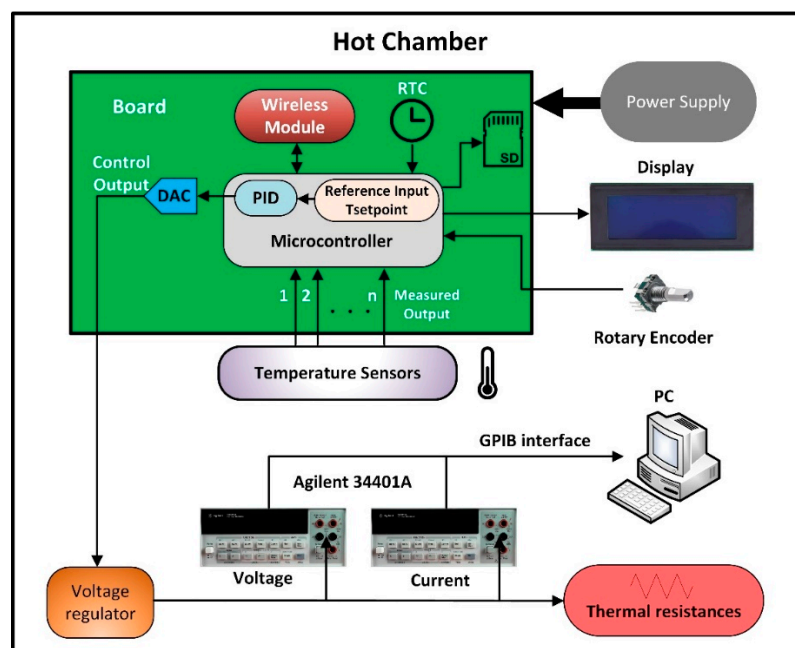 Hot Chamber
Board
Wireless
Module
RTC
Power Supply
SD
Display
Control
Output
DAC
PID
Reference Input
Tsetpoint
Microcontroller
1 2 . . . n
Measured
Output
Rotary Encoder
Temperature Sensors
PC
GPIB interface
Agilent 34401A
Voltage
Current
Voltage
regulator
Thermal resistances